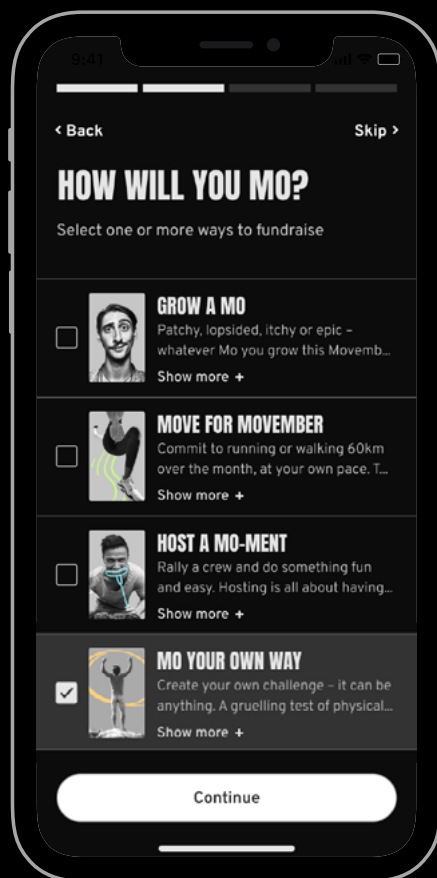 9:41
‹ Back
Skip ›
HOW WILL YOU MO?
Select one or more ways to fundraise
GROW A MO
Patchy, lopsided, itchy or epic –
whatever Mo you grow this Movemb...
Show more +
MOVE FOR MOVEMBER
Commit to running or walking 60km
over the month, at your own pace. T...
Show more +
HOST A MO-MENT
Rally a crew and do something fun
and easy. Hosting is all about having...
Show more +
MO YOUR OWN WAY
Create your own challenge – it can be
anything. A gruelling test of physical...
Show more +
Continue